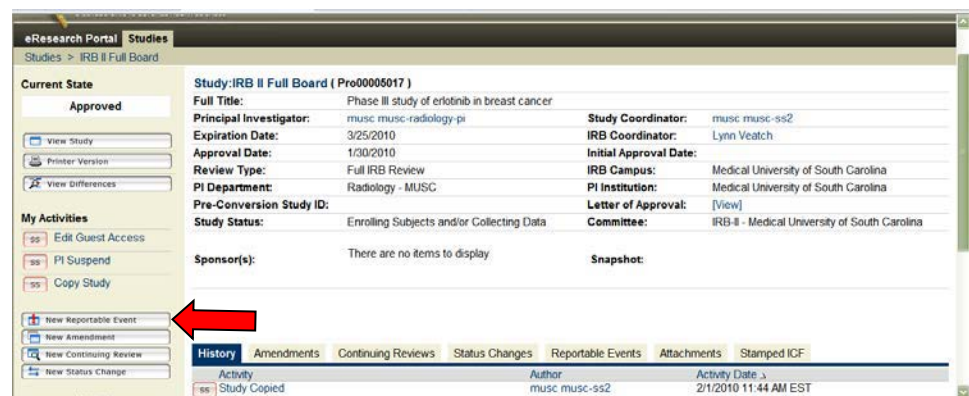 eResearch Portal Studies
Studies > IRB II Full Board
Current State
Approved
View Study
Printer Version
View Differences
My Activities
ss Edit Guest Access
ss PI Suspend
ss Copy Study
New Reportable Event
New Amendment
New Continuing Review
New Status Change
Study:IRB II Full Board ( Pro00005017 )
Full Title: Phase III study of erlotinib in breast cancer
Principal Investigator: musc musc-radiology-pi Study Coordinator: musc musc-ss2
Expiration Date: 3/25/2010 IRB Coordinator: Lynn Veatch
Approval Date: 1/30/2010 Initial Approval Date:
Review Type: Full IRB Review IRB Campus: Medical University of South Carolina
PI Department: Radiology - MUSC PI Institution: Medical University of South Carolina
Pre-Conversion Study ID: Letter of Approval: [View]
Study Status: Enrolling Subjects and/or Collecting Data Committee: IRB-II - Medical University of South Carolina
Sponsor(s): There are no items to display Snapshot:
History Amendments Continuing Reviews Status Changes Reportable Events Attachments Stamped ICF
Activity Author Activity Date
ss Study Copied musc musc-ss2 2/1/2010 11:44 AM EST